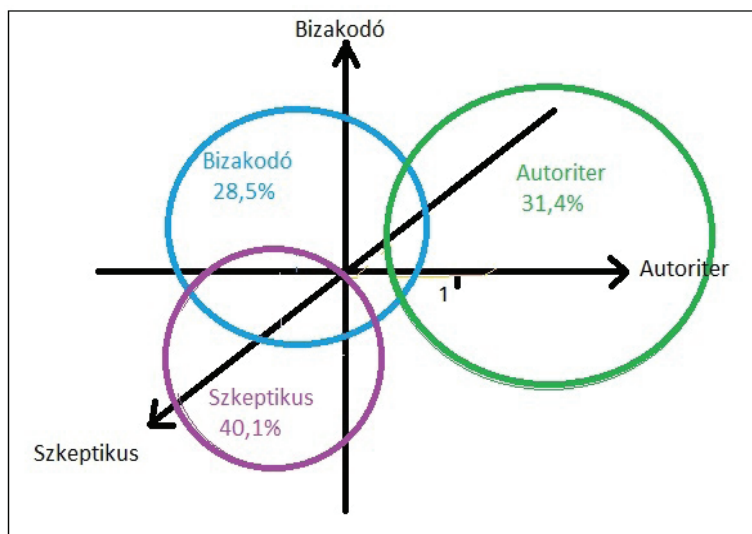 Bizakodó
Bizakodó
28,5%
Autoriter
31,4%
Autoriter
1
Szkeptikus
40,1%
Szkeptikus